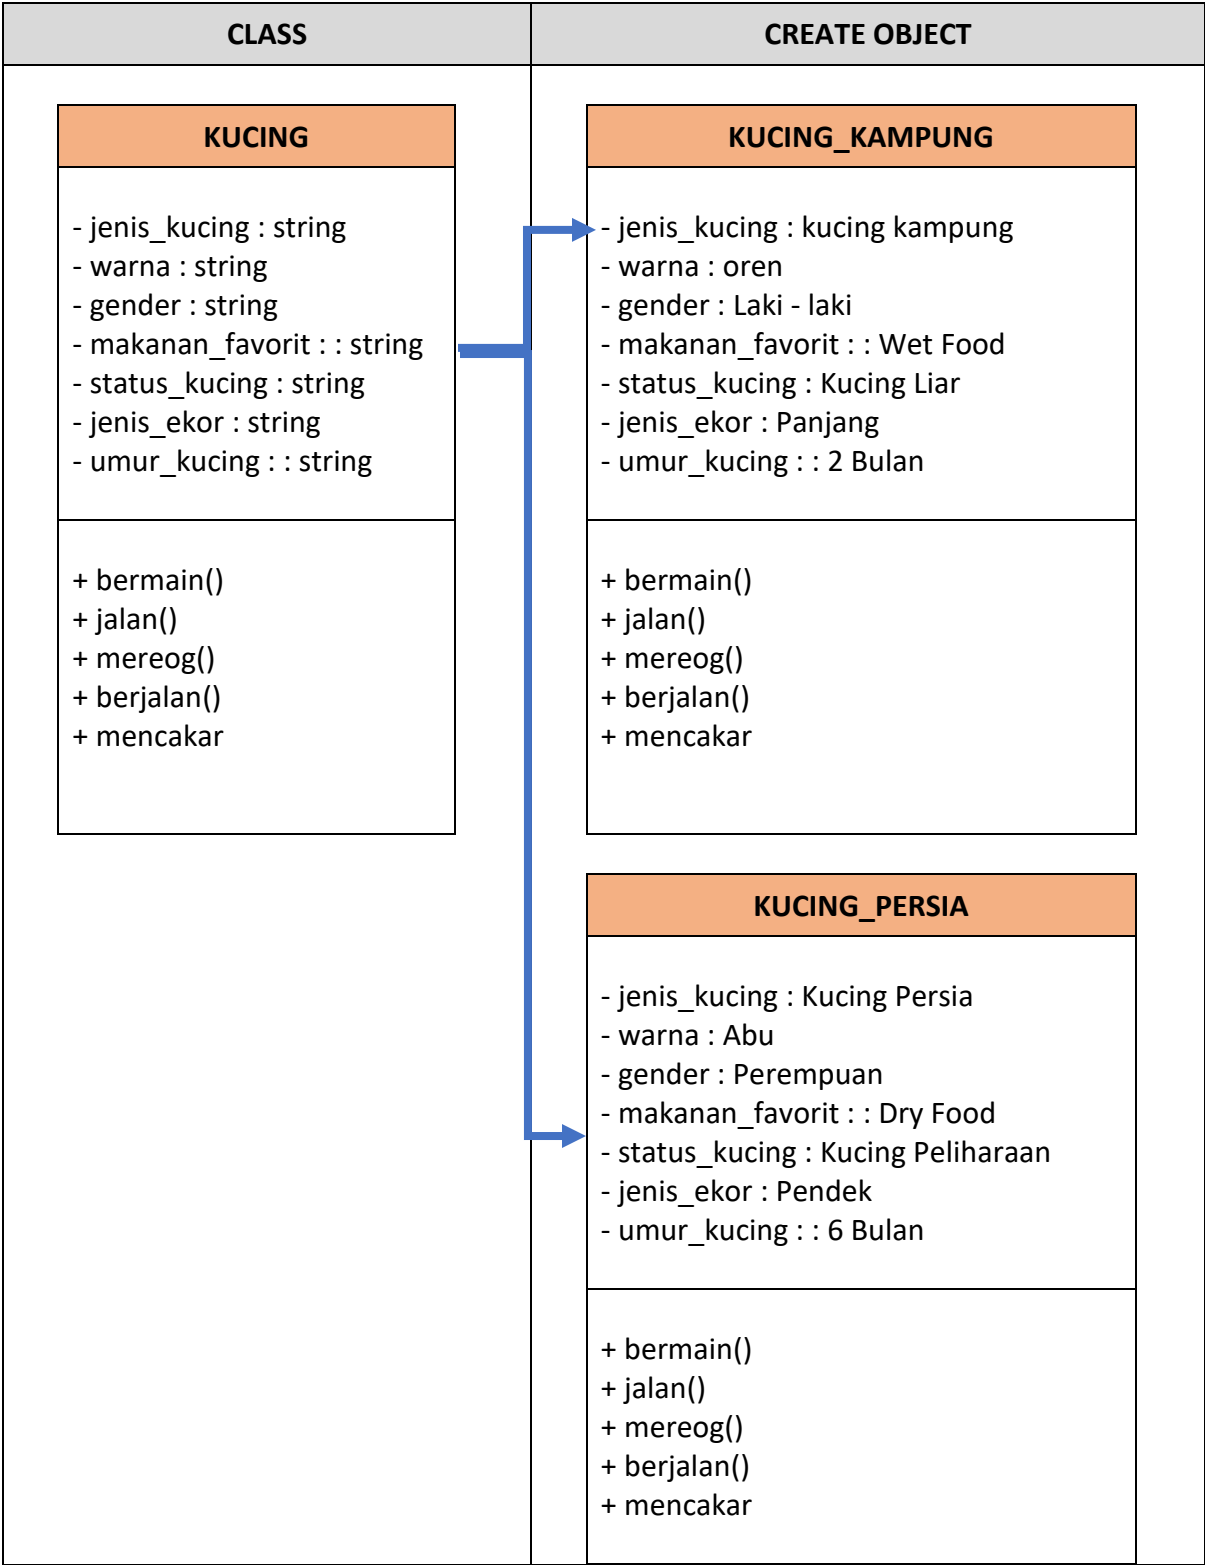 CLASS
CREATE OBJECT
KUCING
- jenis_kucing : string
- warna : string
- gender : string
- makanan_favorit : : string
- status_kucing : string
- jenis_ekor : string
- umur_kucing : : string
+ bermain()
+ jalan()
+ mereog()
+ berjalan()
+ mencakar
KUCING_KAMPUNG
- jenis_kucing : kucing kampung
- warna : oren
- gender : Laki - laki
- makanan_favorit : : Wet Food
- status_kucing : Kucing Liar
- jenis_ekor : Panjang
- umur_kucing : : 2 Bulan
+ bermain()
+ jalan()
+ mereog()
+ berjalan()
+ mencakar
KUCING_PERSIA
- jenis_kucing : Kucing Persia
- warna : Abu
- gender : Perempuan
- makanan_favorit : : Dry Food
- status_kucing : Kucing Peliharaan
- jenis_ekor : Pendek
- umur_kucing : : 6 Bulan
+ bermain()
+ jalan()
+ mereog()
+ berjalan()
+ mencakar